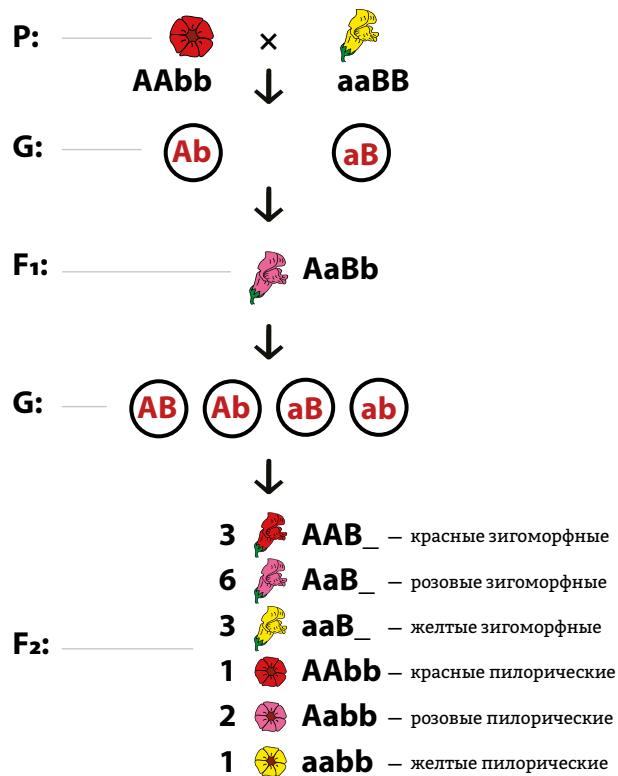 P: ×
AAbb aaBB
G: Ab aB
F1: AaBb
G: AB Ab aB ab
3 AAB_ – красные зигоморфные
6 AaB_ – розовые зигоморфные
3 aaB_ – желтые зигоморфные
F2:
1 AAbb – красные пилорические
2 Aabb – розовые пилорические
1 aabb – желтые пилорические